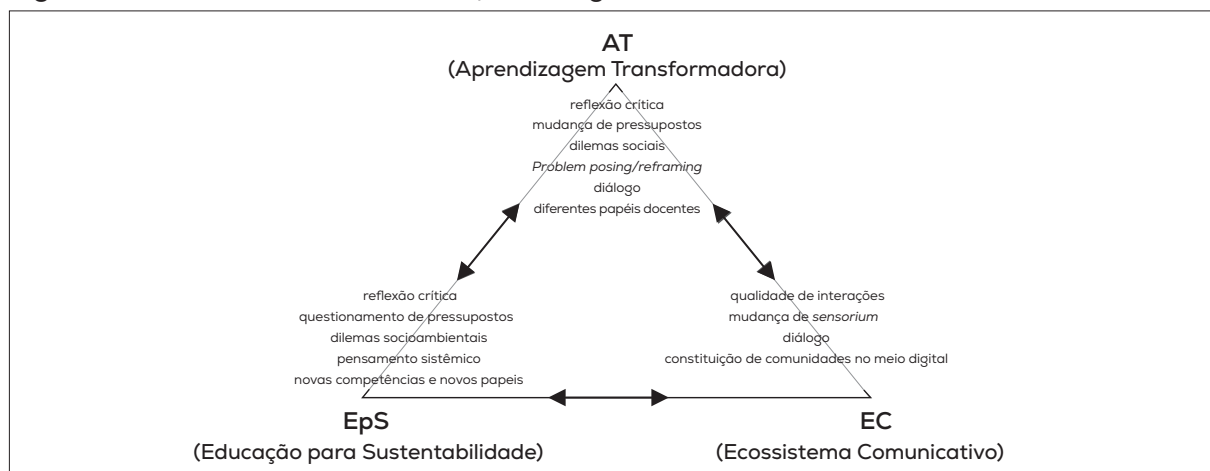 AT
(Aprendizagem Transformadora)
reflexão crítica
mudança de pressupostos
dilemas sociais
Problem posing/reframing
diálogo
diferentes papéis docentes
reflexão crítica
questionamento de pressupostos
dilemas socioambientais
pensamento sistêmico
novas competências e novos papeis
EpS
(Educação para Sustentabilidade)
qualidade de interações
mudança de sensorium
diálogo
constituição de comunidades no meio digital
EC
(Ecossistema Comunicativo)